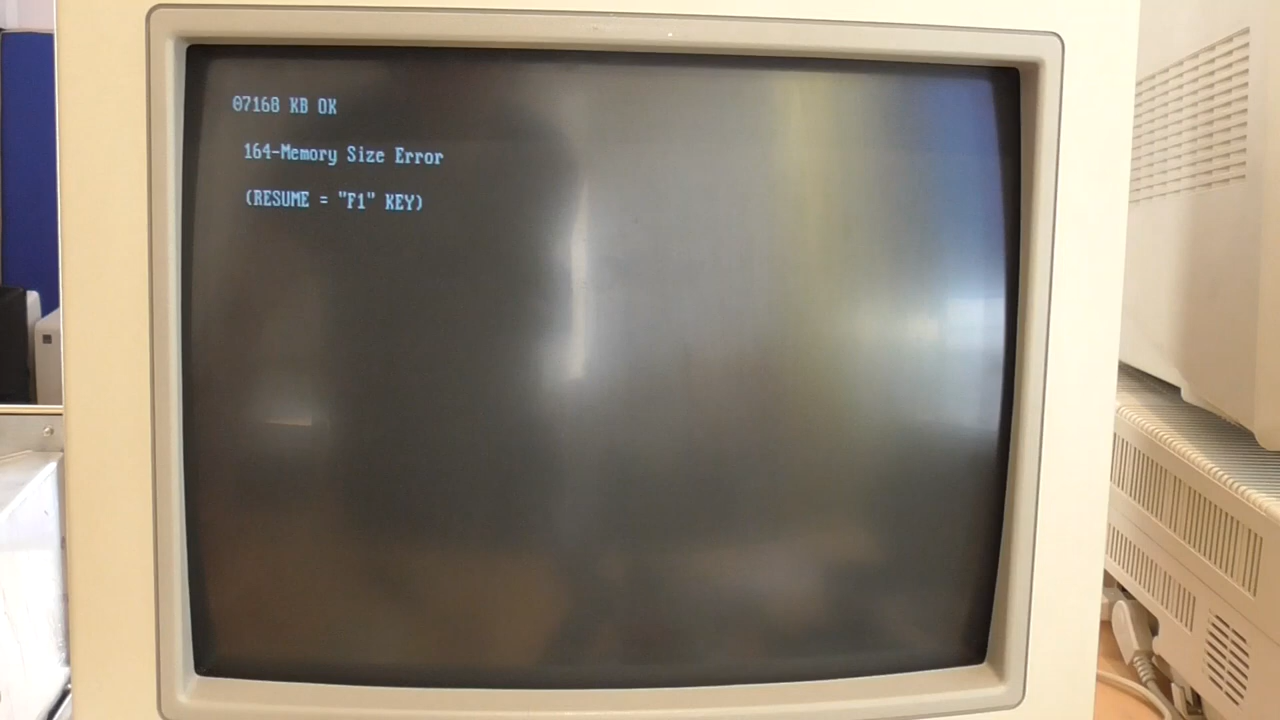 07168 KB OK
164-Memory Size Error
(RESUME = "F1" KEY)